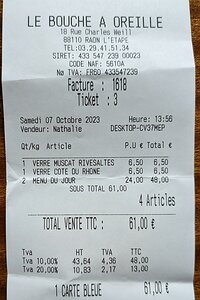 LE BOUCHE A OREILLE
18 Rue Charles Weill
88110 RAON L'ETAPE
TEL:03.29.41.51.34
SIRET: 433 547 239 00023
CODE NAF: 5610A
No TVA: FR60 433547239
Facture : 1618
Ticket : 3
Samedi 07 Octobre 2023 Heure: 13:56
Vendeur: Nathalie DESKTOP-CV37MEP
Qt/kg Article P.U € Total €
1 VERRE MUSCAT RIVESALTES 6,50 6,50
1 VERRE COTE DU RHONE 6,50 6,50
2 MENU DU JOUR 24,00 48,00
SOUS TOTAL 61,00
4 Articles
TOTAL VENTE TTC : 61,00 €
Tva HT TVA TTC
Tva 10,00% 43,64 4,36 48,00
Tva 20,00% 10,83 2,17 13,00
1 CARTE BLEUE 61,00 €